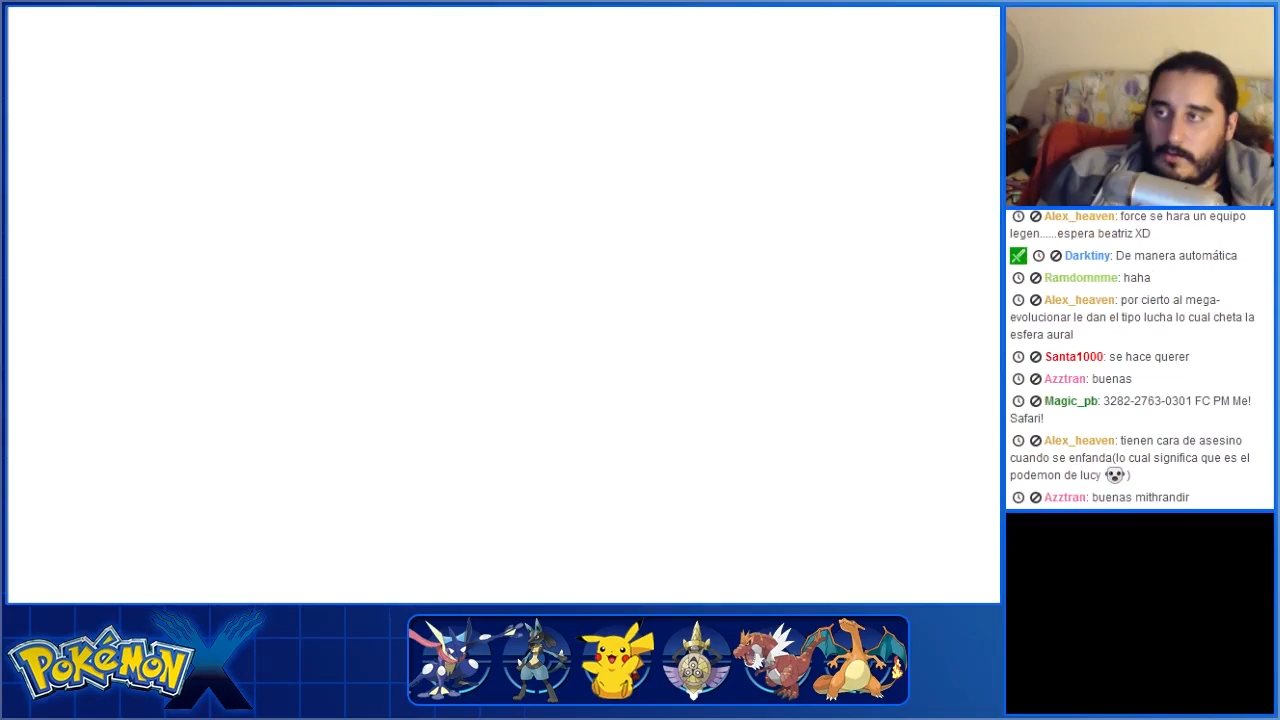 Alex_heaven: force se hara un equipo
legen......espera beatriz XD
Darktiny: De manera automática
Ramdomnme: haha
Alex_heaven: por cierto al mega-
evolucionar le dan el tipo lucha lo cual cheta la
esfera aural
Santa1000: se hace querer
Azztran: buenas
Magic_pb: 3282-2763-0301 FC PM Me!
Safari!
Alex_heaven: tienen cara de asesino
cuando se enfanda(lo cual significa que es el
podemon de lucy )
Azztran: buenas mithrandir
POKéMON X